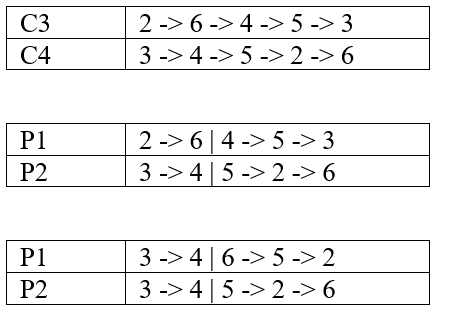 C3 2 -> 6 -> 4 -> 5 -> 3
C4 3 -> 4 -> 5 -> 2 -> 6
P1 2 -> 6 | 4 -> 5 -> 3
P2 3 -> 4 | 5 -> 2 -> 6
P1 3 -> 4 | 6 -> 5 -> 2
P2 3 -> 4 | 5 -> 2 -> 6